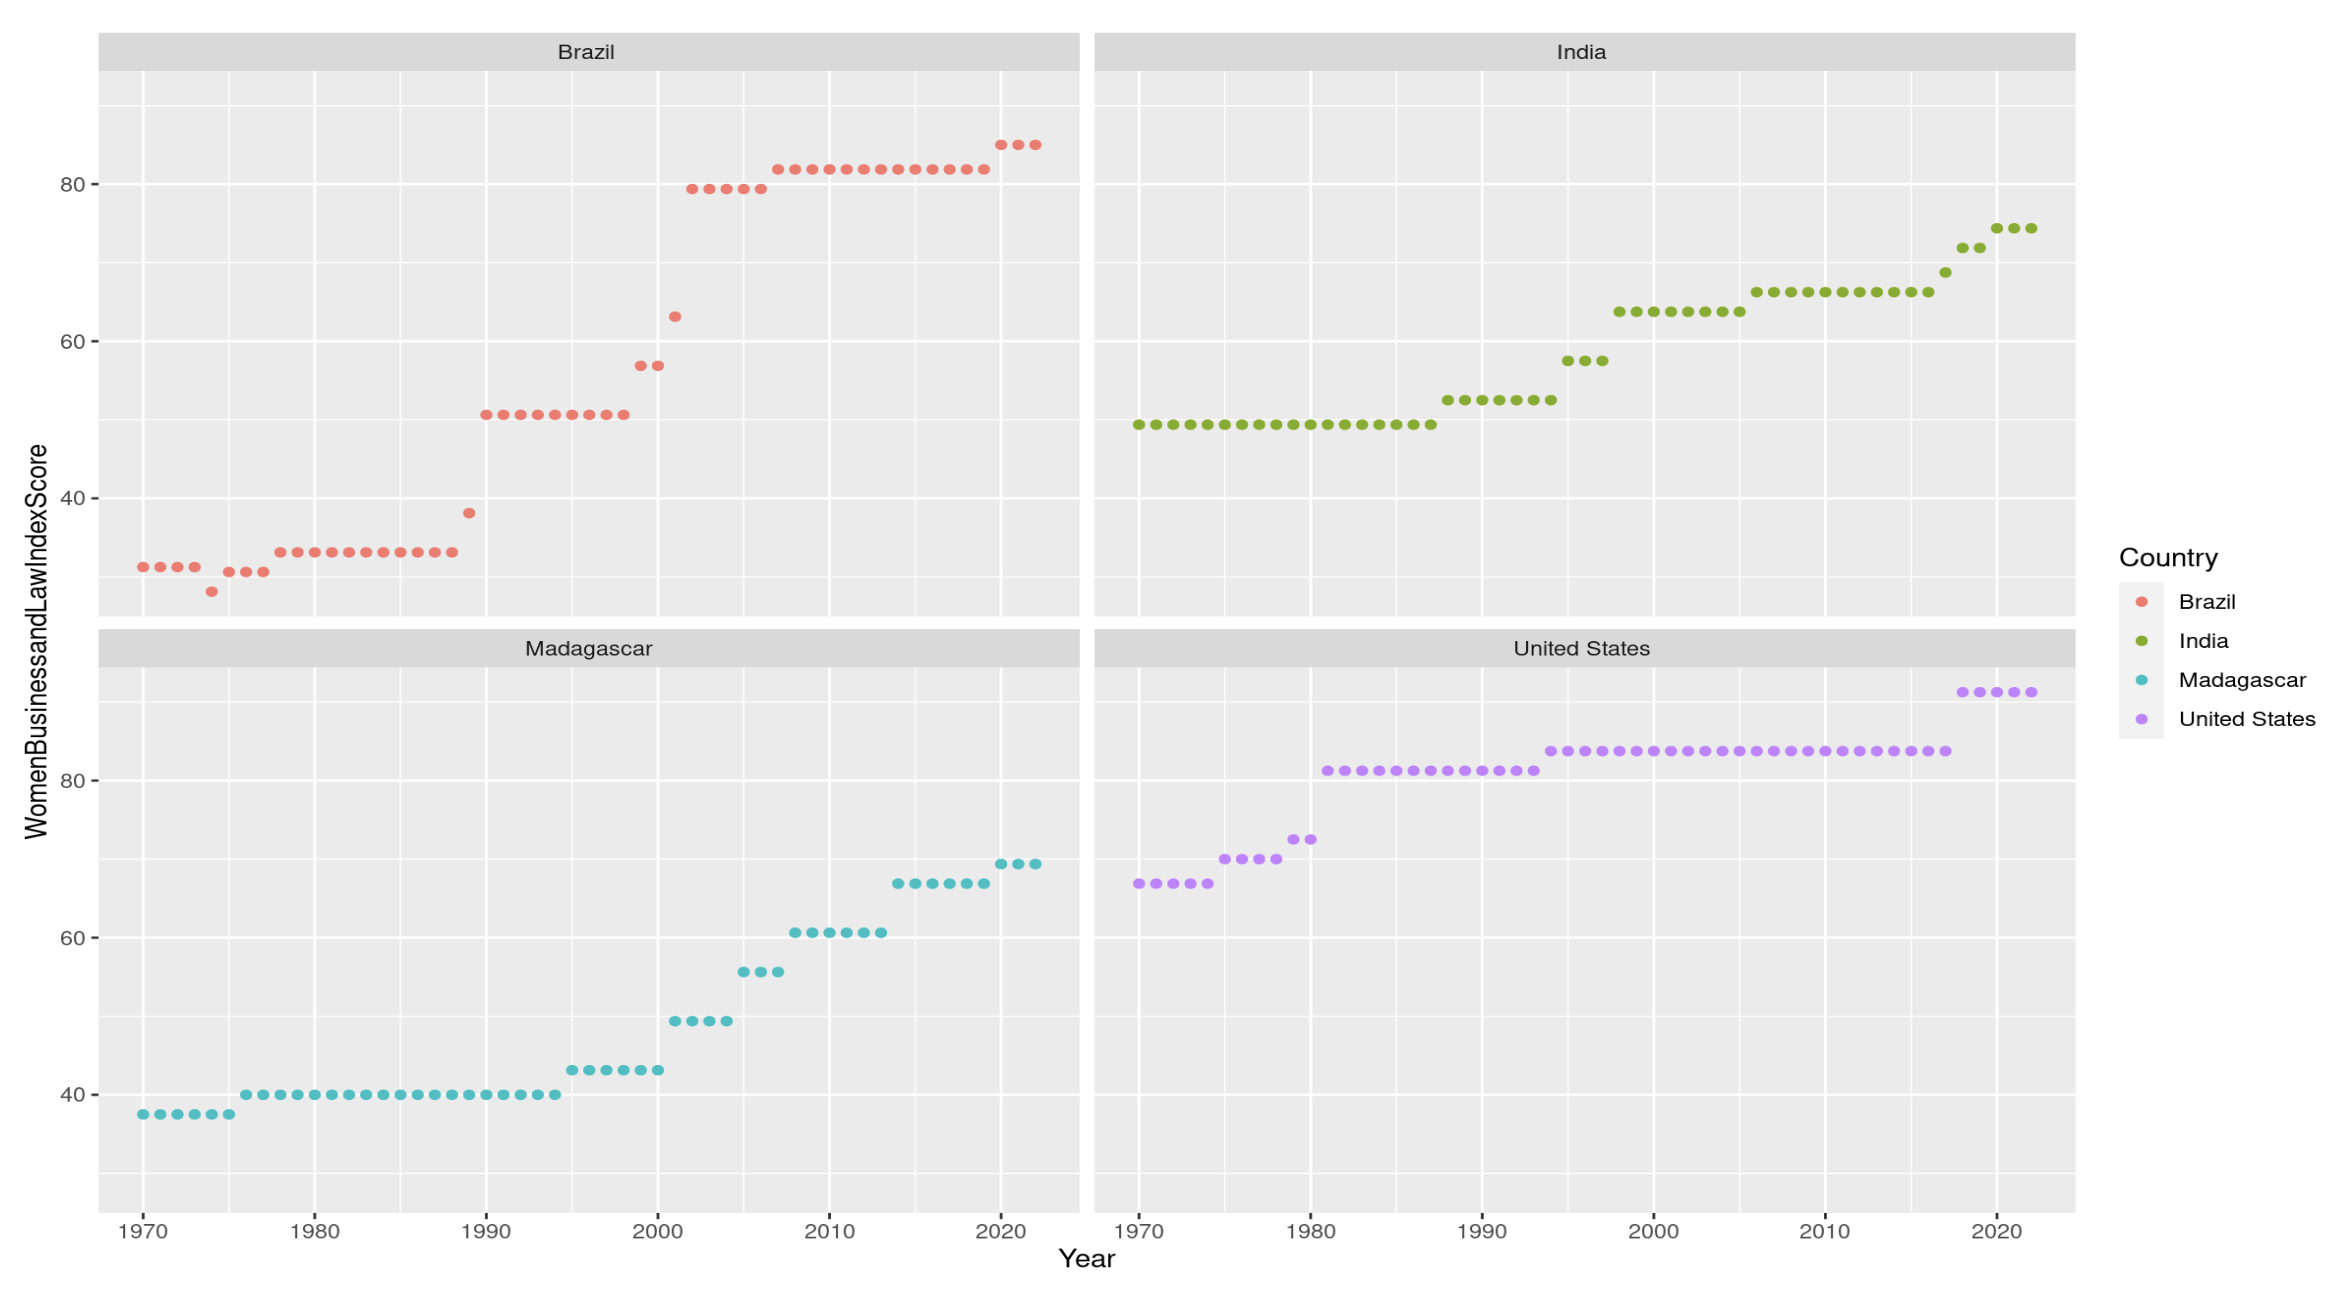 Brazil
India
80
60
40
Madagascar
United States
80
60
40
1970
1980
1990
2000
2010
2020
1970
1980
1990
2000
2010
2020
Year
WomenBusinessandLawIndexScore
Country
Brazil
India
Madagascar
United States